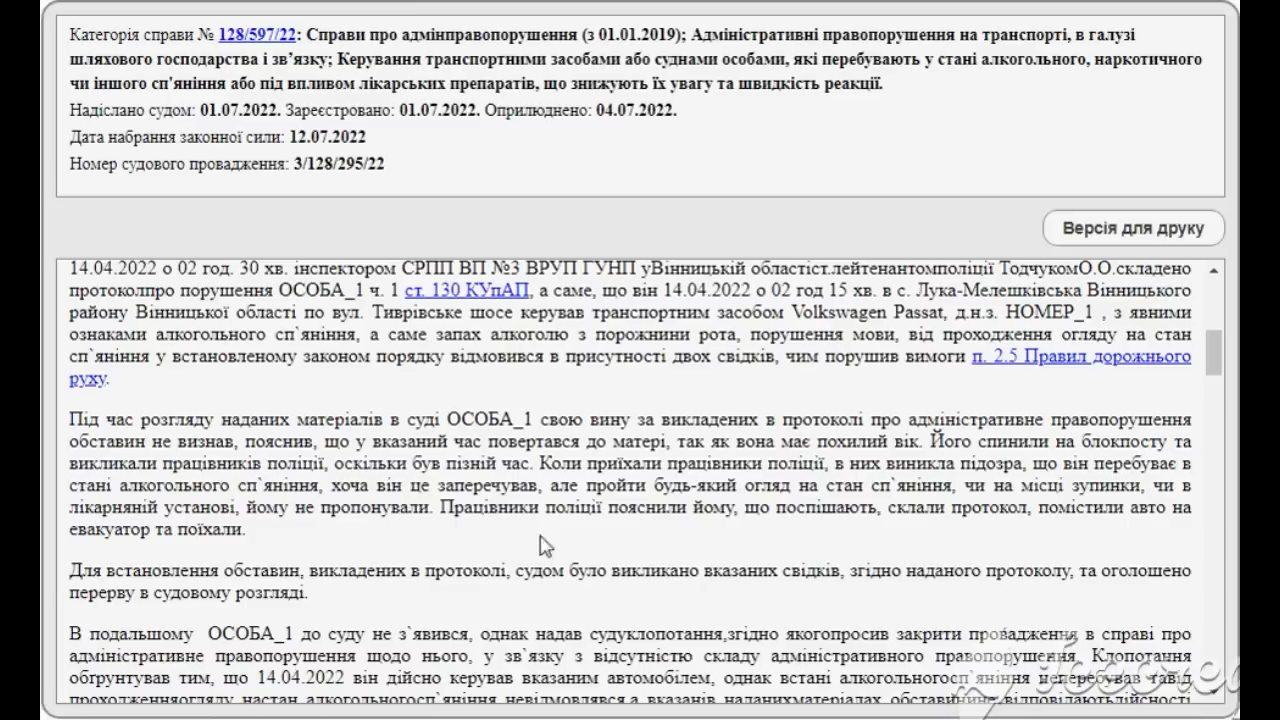 Категорія справи № 128/597/22: Справи про адмінправопорушення (з 01.01.2019); Адміністративні правопорушення на транспорті, в галузі
шляхового господарства і зв’язку; Керування транспортними засобами або суднами особами, які перебувають у стані алкогольного, наркотичного
чи іншого сп'яніння або під впливом лікарських препаратів, що знижують їх увагу та швидкість реакції.
Надіслано судом: 01.07.2022. Зареєстровано: 01.07.2022. Оприлюднено: 04.07.2022.
Дата набрання законної сили: 12.07.2022
Номер судового провадження: 3/128/295/22
Версія для друку
14.04.2022 о 02 год. 30 хв. інспектором СРПП ВП №3 ВРУП ГУНП уВінницькій областіст.лейтенантомполіції ТодчукомО.О.складено
протоколпро порушення ОСОБА_1 ч. 1 ст. 130 КУпАП, а саме, що він 14.04.2022 о 02 год 15 хв. в с. Лука-Мелешківська Вінницького
району Вінницької області по вул. Тиврівське шосе керував транспортним засобом Volkswagen Passat, д.н.з. НОМЕР_1 , з явними
ознаками алкогольного сп`яніння, а саме запах алкоголю з порожнини рота, порушення мови, від проходження огляду на стан
сп`яніння у встановленому законом порядку відмовився в присутності двох свідків, чим порушив вимоги п. 2.5 Правил дорожнього
руху.
Під час розгляду наданих матеріалів в суді ОСОБА_1 свою вину за викладених в протоколі про адміністративне правопорушення
обставин не визнав, пояснив, що у вказаний час повертався до матері, так як вона має похилий вік. Його спинили на блокпосту та
викликали працівників поліції, оскільки був пізній час. Коли приїхали працівники поліції, в них виникла підозра, що він перебуває в
стані алкогольного сп`яніння, хоча він це заперечував, але пройти будь-який огляд на стан сп`яніння, чи на місці зупинки, чи в
лікарняній установі, йому не пропонували. Працівники поліції пояснили йому, що поспішають, склали протокол, помістили авто на
евакуатор та поїхали.
Для встановлення обставин, викладених в протоколі, судом було викликано вказаних свідків, згідно наданого протоколу, та оголошено
перерву в судовому розгляді.
В подальшому ОСОБА_1 до суду не з`явився, однак надав судуклопотання,згідно якогопросив закрити провадження в справі про
адміністративне правопорушення щодо нього, у зв`язку з відсутністю складу адміністративного правопорушення. Клопотання
обґрунтував тим, що 14.04.2022 він дійсно керував вказаним автомобілем, однак встані алкогольногосп`яніння неперебував тавід
проходженняогляду настан алкогольногосп`яніння невідмовлявся,а вказанів наданихматеріалах обставинине відповідаютьдійсності